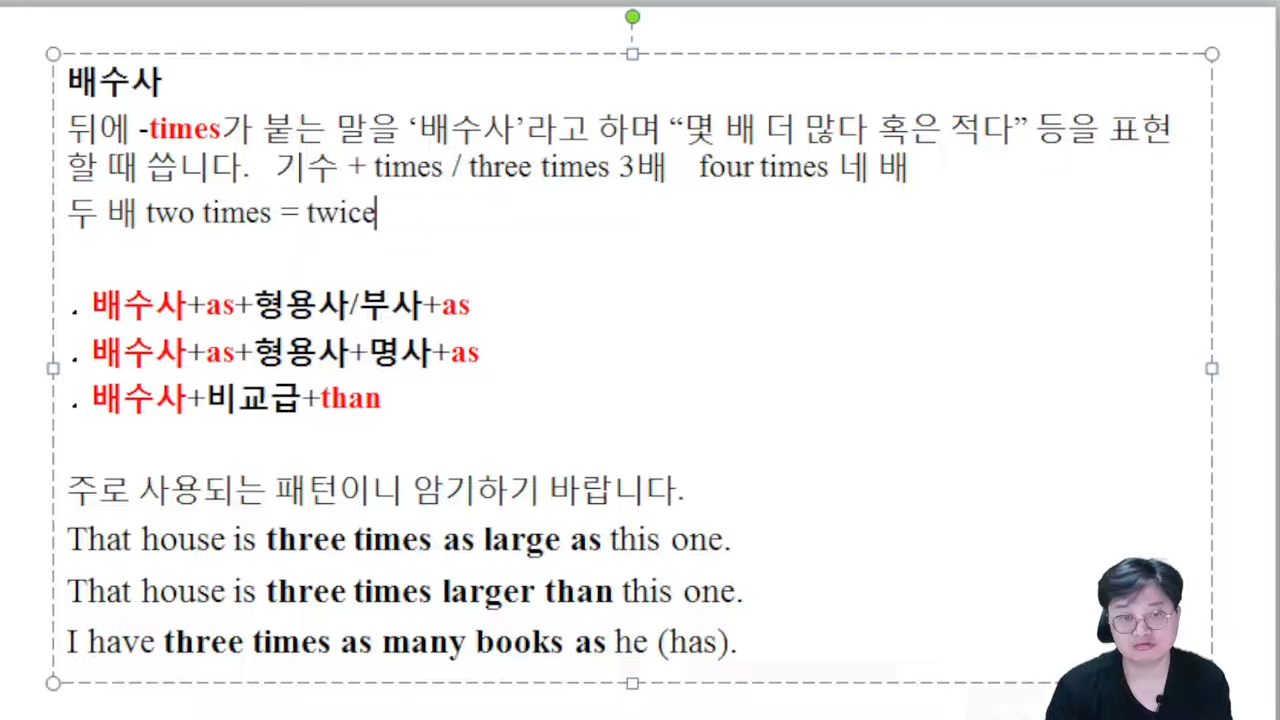 배수사
뒤에 -times가 붙는 말을 ‘배수사’라고 하며 “몇 배 더 많다 혹은 적다” 등을 표현
할 때 씁니다. 기수 + times / three times 3배 four times 네 배
두 배 two times = twice
. 배수사+as+형용사/부사+as
. 배수사+as+형용사+명사+as
. 배수사+비교급+than
주로 사용되는 패턴이니 암기하기 바랍니다.
That house is three times as large as this one.
That house is three times larger than this one.
I have three times as many books as he (has).